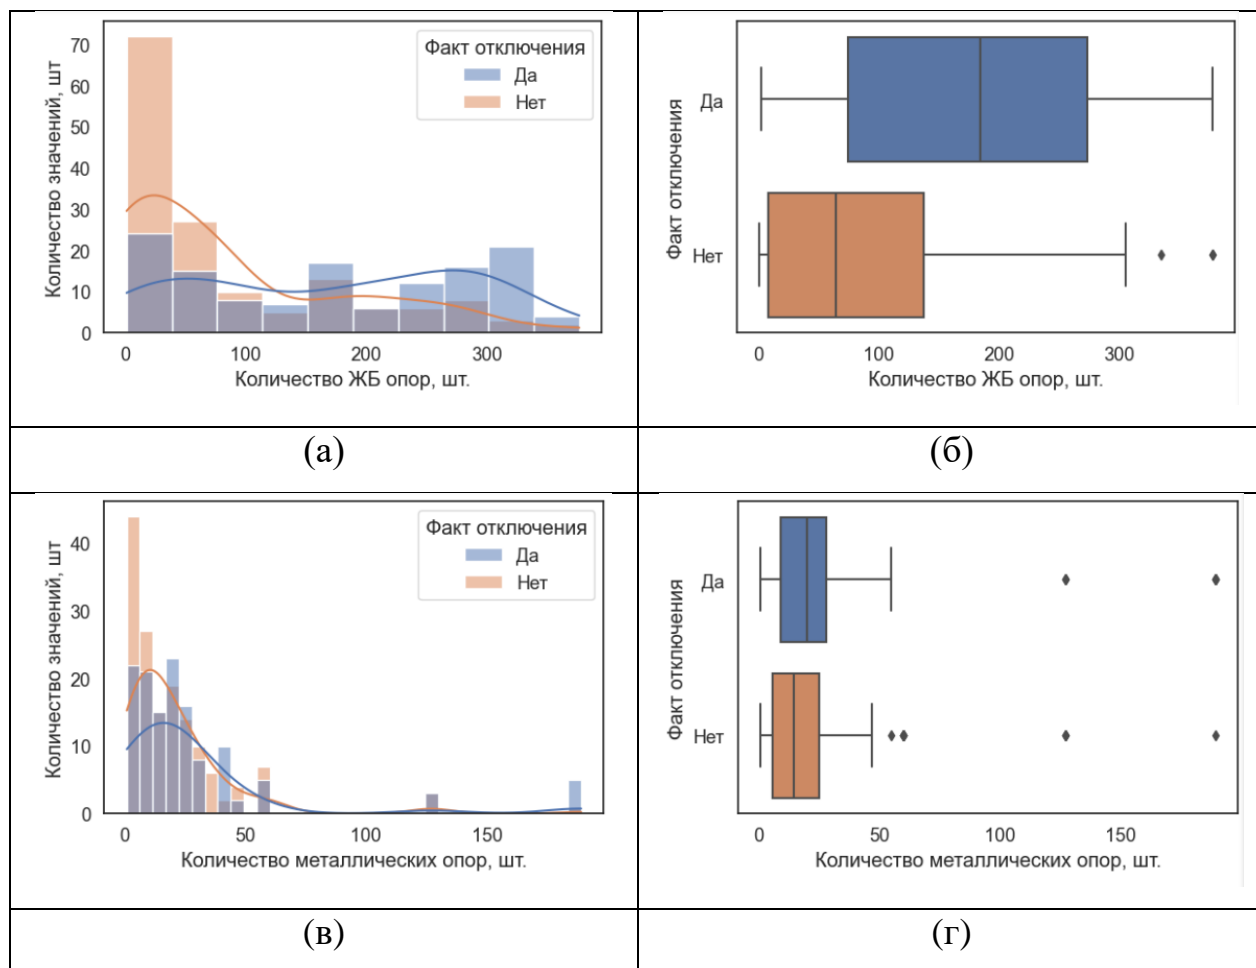 Количество значений, шт
70
60
50
40
30
20
10
0
Факт отключения
Да
Нет
0 100 200 300
Количество ЖБ опор, шт.
Факт отключения
Да
Нет
0 100 200 300
Количество ЖБ опор, шт.
(а) (б)
Количество значений, шт
40
30
20
10
0
Факт отключения
Да
Нет
0 50 100 150
Количество металлических опор, шт.
Факт отключения
Да
Нет
0 50 100 150
Количество металлических опор, шт.
(в) (г)